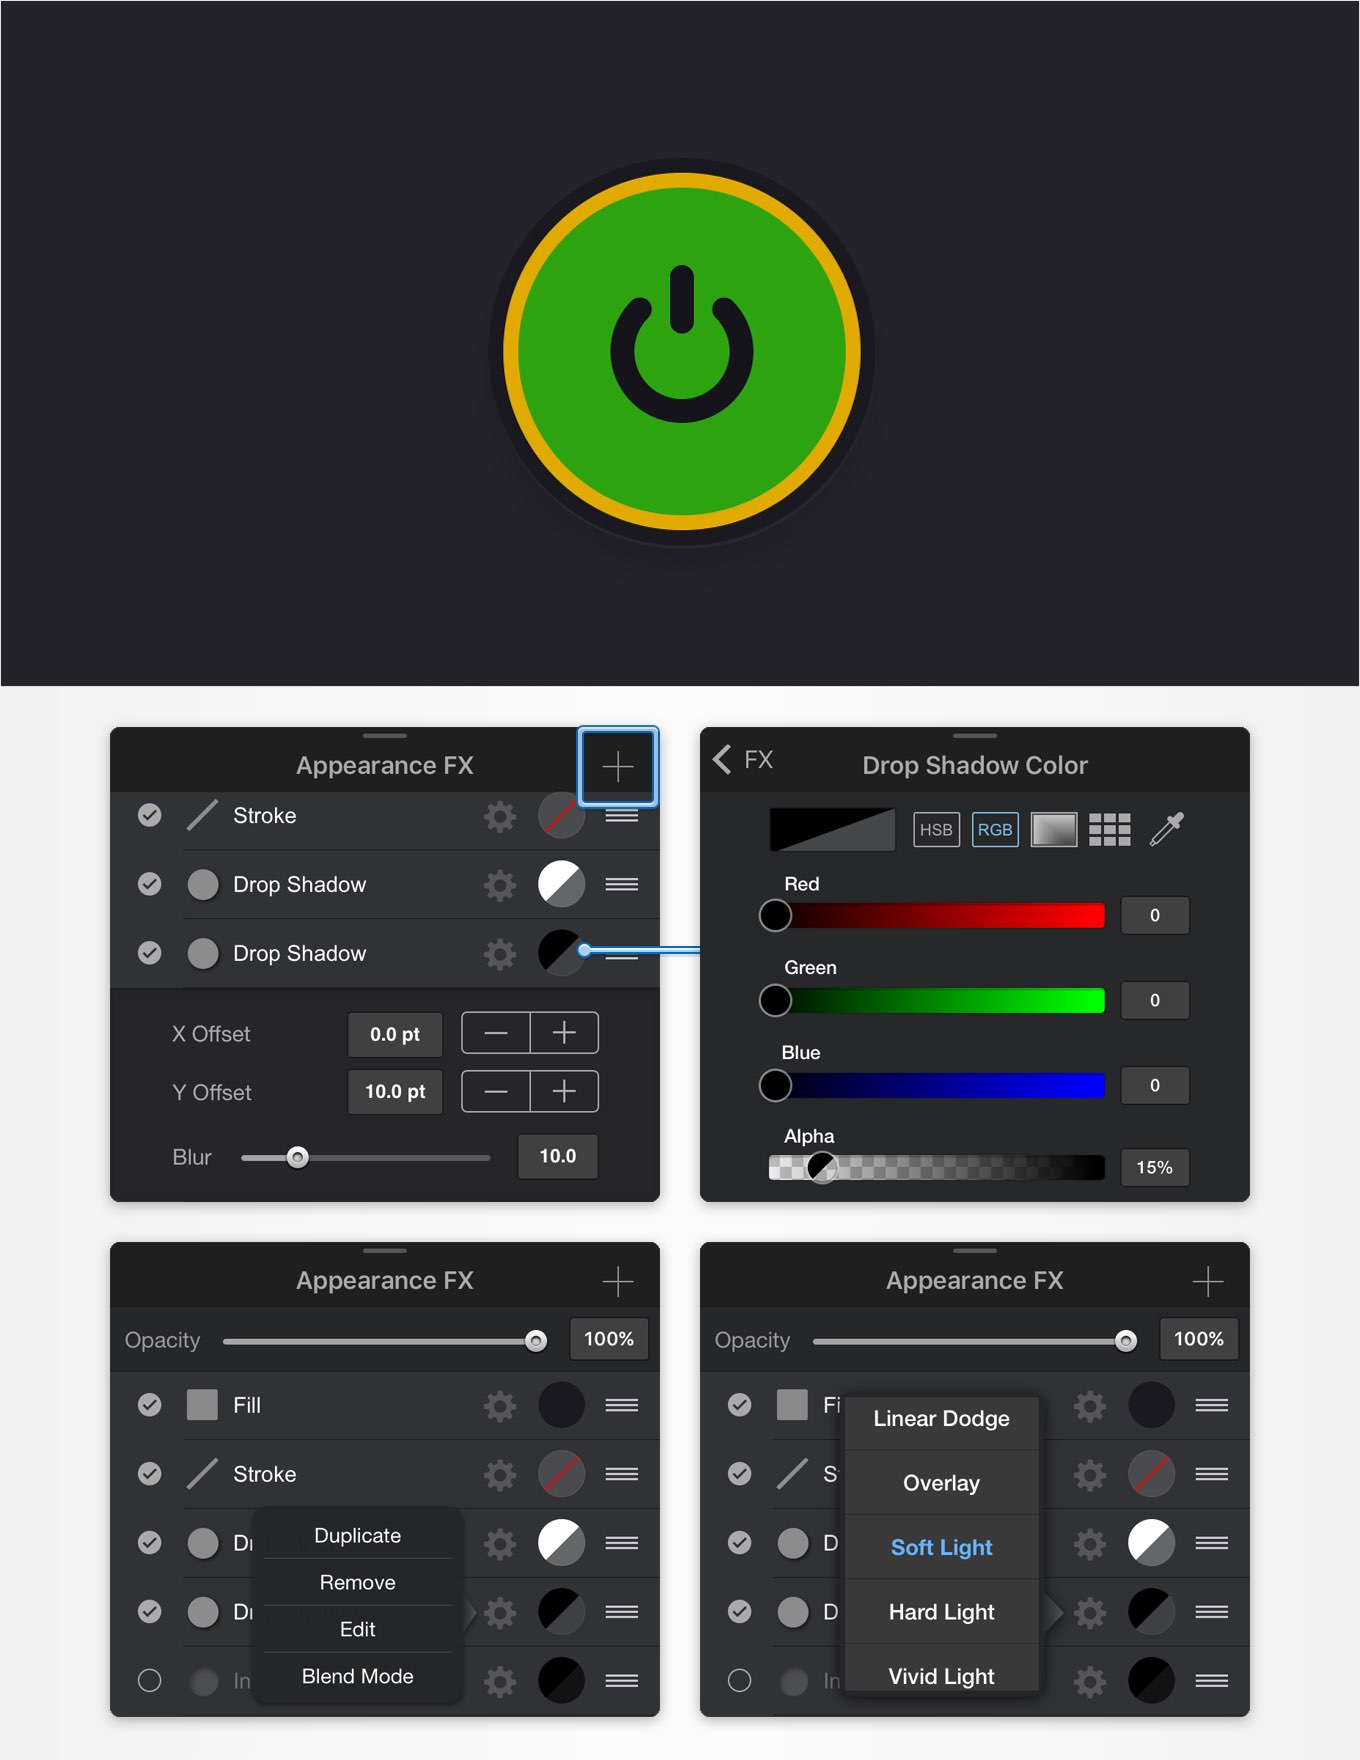 Appearance FX
Stroke
Drop Shadow
Drop Shadow
X Offset 0.0 pt
Y Offset 10.0 pt
Blur 10.0
FX Drop Shadow Color
HSB RGB
Red
0
Green
0
Blue
0
Alpha
15%
Appearance FX
Opacity 100%
Fill
Stroke
Dr
Dr
In
Duplicate
Remove
Edit
Blend Mode
Appearance FX
Opacity 100%
Fi
S
D
D
In
Linear Dodge
Overlay
Soft Light
Hard Light
Vivid Light